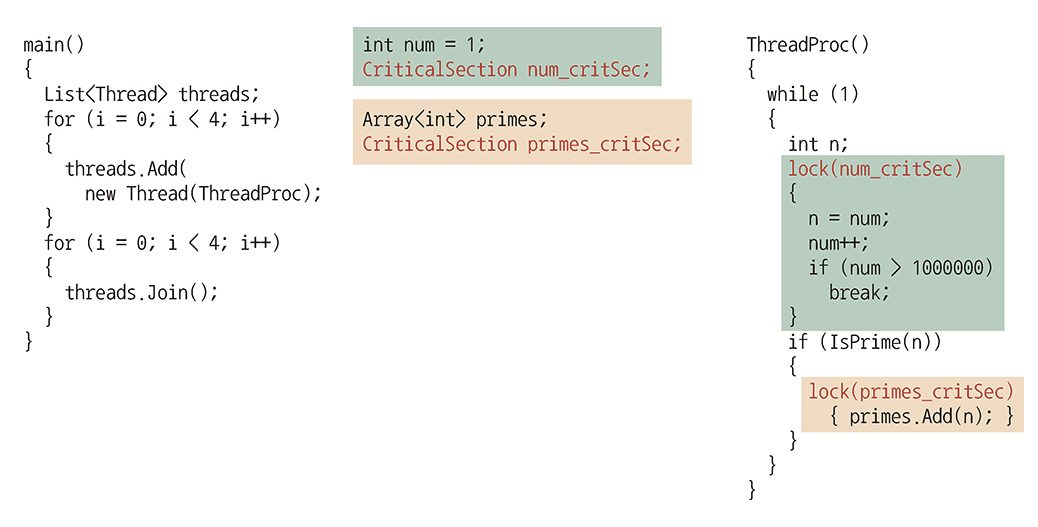 main()
{
  List<Thread> threads;
  for (i = 0; i < 4; i++)
  {
    threads.Add(
      new Thread(ThreadProc);
  }
  for (i = 0; i < 4; i++)
  {
    threads.Join();
  }
}
int num = 1;
CriticalSection num_critSec;
Array<int> primes;
CriticalSection primes_critSec;
ThreadProc()
{
  while (1)
  {
    int n;
    lock(num_critSec)
    {
      n = num;
      num++;
      if (num > 1000000)
        break;
    }
    if (IsPrime(n))
    {
      lock(primes_critSec)
        { primes.Add(n); }
    }
  }
}